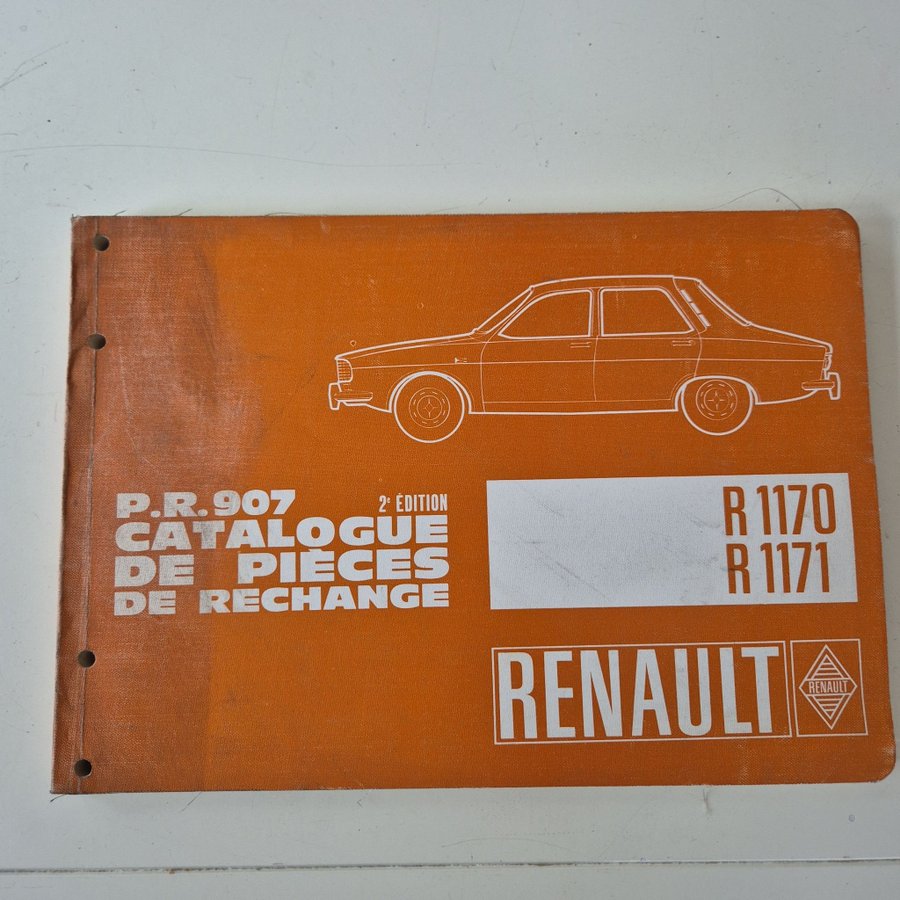 P.R. 907 2e ÉDITION
CATALOGUE
DE PIÈCES
DE RECHANGE
R 1170
R 1171
RENAULT
RENAULT